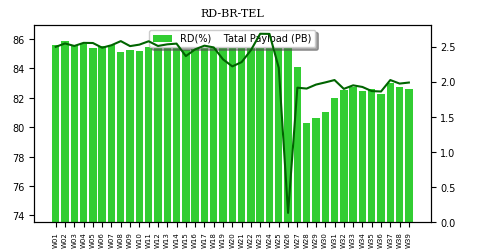 RD-BR-TEL
RD(%) Tatal Payload (PB)
86
84
82
80
78
76
74
2.5
2.0
1.5
1.0
0.5
0.0
W01
W02
W03
W04
W05
W06
W07
W08
W09
W10
W11
W12
W13
W14
W15
W16
W17
W18
W19
W20
W21
W22
W23
W24
W25
W26
W27
W28
W29
W30
W31
W32
W33
W34
W35
W36
W37
W38
W39